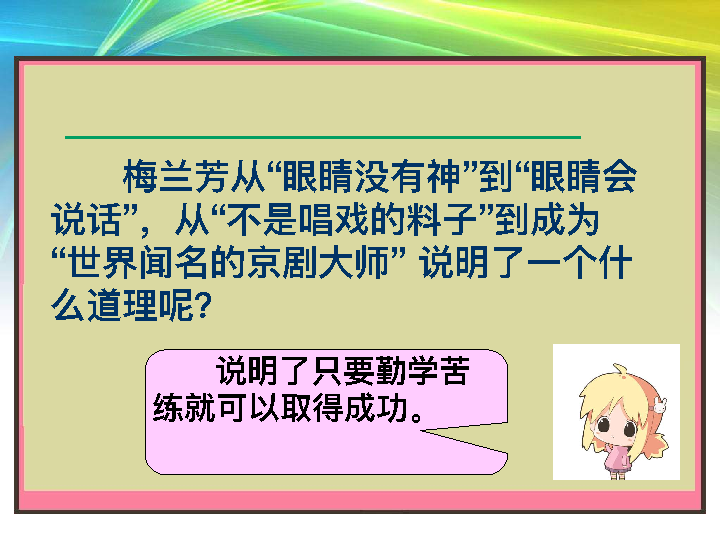 梅兰芳从“眼睛没有神”到“眼睛会
说话”，从“不是唱戏的料子”到成为
“世界闻名的京剧大师” 说明了一个什
么道理呢？
说明了只要勤学苦
练就可以取得成功。